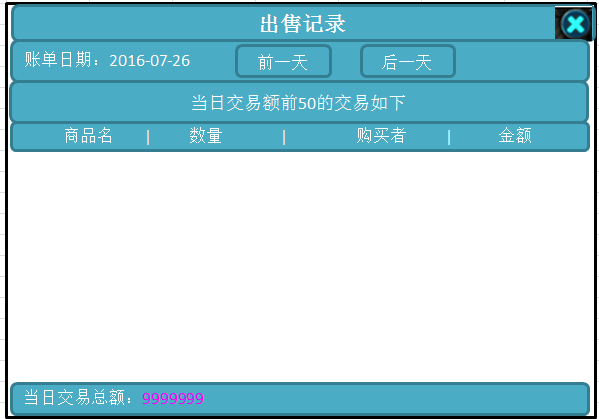 出售记录
账单日期：2016-07-26 前一天 后一天
当日交易额前50的交易如下
商品名 | 数量 | 购买者 | 金额
当日交易总额：9999999